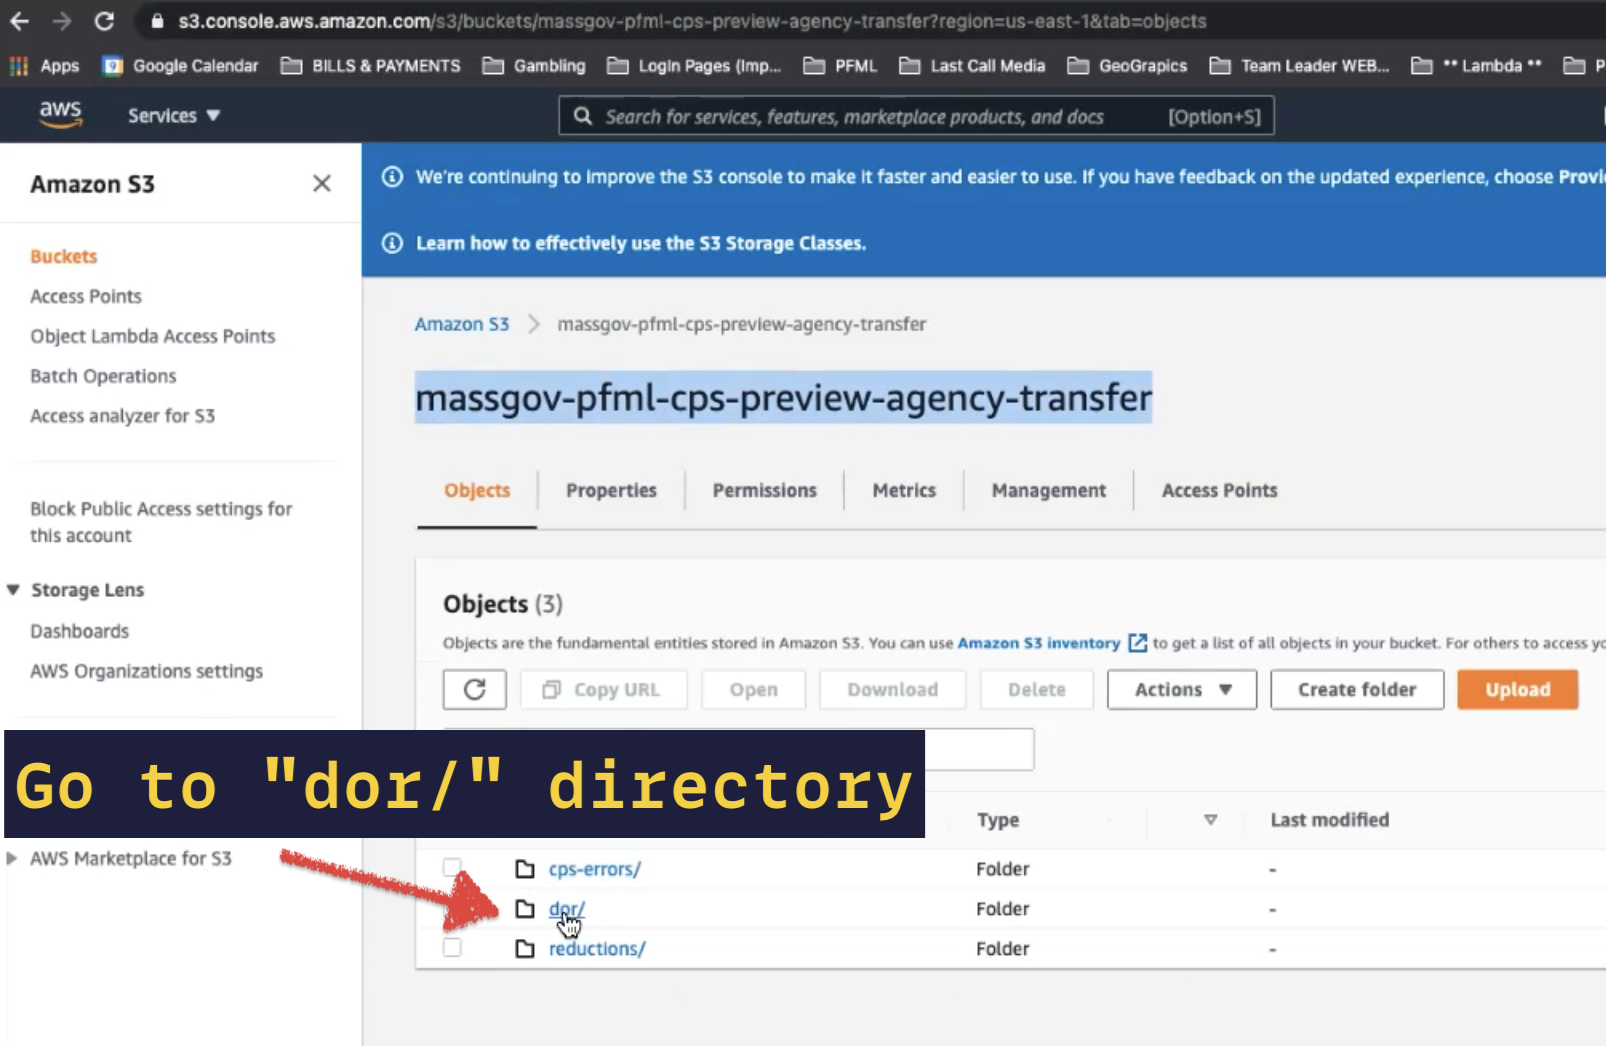 s3.console.aws.amazon.com/s3/buckets/massgov-pfml-cps-preview-agency-transfer?region=us-east-1&tab=objects
Apps Google Calendar BILLS & PAYMENTS Gambling Login Pages (Imp... PFML Last Call Media GeoGrapics Team Leader WEB... ** Lambda ** P
aws Services ▼ Search for services, features, marketplace products, and docs [Option+S]
Amazon S3
Buckets
Access Points
Object Lambda Access Points
Batch Operations
Access analyzer for S3
Block Public Access settings for
this account
Storage Lens
Dashboards
AWS Organizations settings
AWS Marketplace for S3
We're continuing to improve the S3 console to make it faster and easier to use. If you have feedback on the updated experience, choose Provi
Learn how to effectively use the S3 Storage Classes.
Amazon S3 > massgov-pfml-cps-preview-agency-transfer
massgov-pfml-cps-preview-agency-transfer
Objects Properties Permissions Metrics Management Access Points
Objects (3)
Objects are the fundamental entities stored in Amazon S3. You can use Amazon S3 inventory to get a list of all objects in your bucket. For others to access yo
Copy URL Open Download Delete Actions ▼ Create folder Upload
Go to "dor/" directory
Type Last modified
cps-errors/ Folder -
dor/ Folder -
reductions/ Folder -